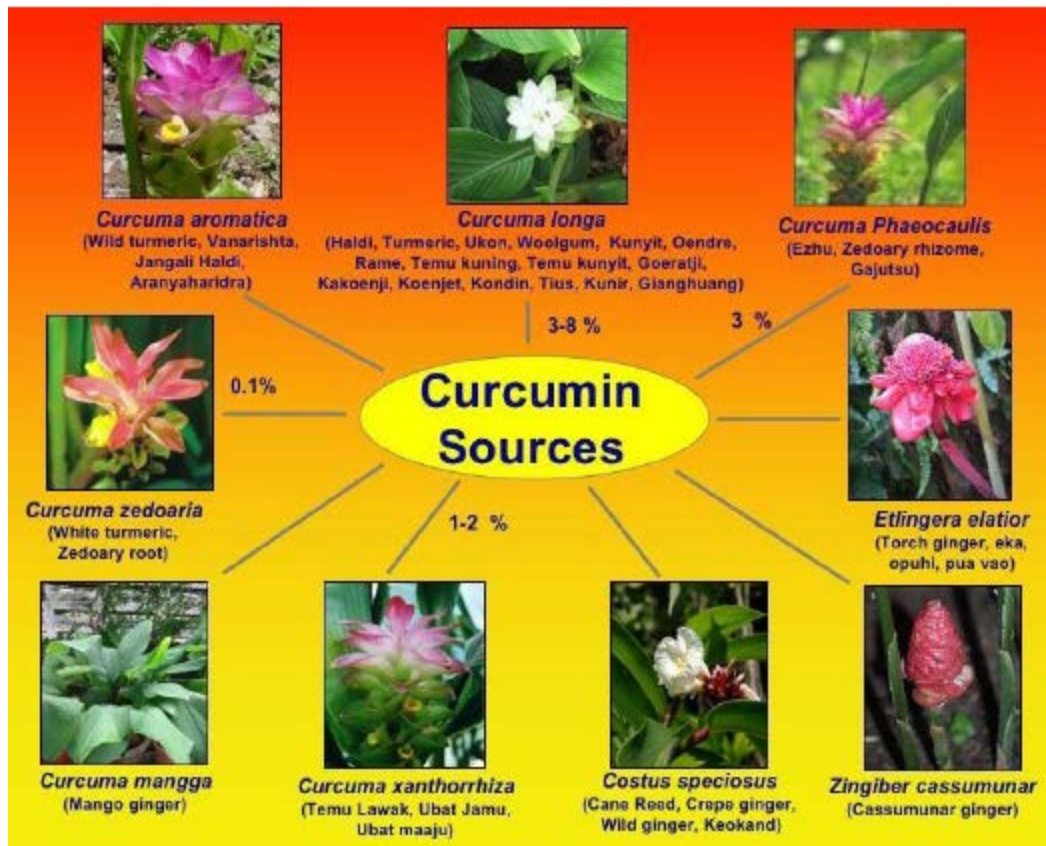 Curcuma aromatica
(Wild turmeric, Vanarishta,
Jangali Haldi,
Aranyaharidra)
Curcuma longa
(Haldi, Turmeric, Ukon, Woolgum, Kunyit, Oendre,
Rame, Temu kuning, Temu kunyit, Goeratji,
Kakoenji, Koenjet, Kondin, Tius, Kunir, Gianghuang)
Curcuma Phaeocaulis
(Ezhu, Zedoary rhizome,
Gajutsu)
3-8 %
3 %
0.1%
Curcumin
Sources
Curcuma zedoaria
(White turmeric,
Zedoary root)
1-2 %
Etlingera elatior
(Torch ginger, eka,
opuhi, pua vao)
Curcuma mangga
(Mango ginger)
Curcuma xanthorrhiza
(Temu Lawak, Ubat Jamu,
Ubat maaju)
Costus speciosus
(Cane Reed, Crepe ginger,
Wild ginger, Keokand)
Zingiber cassumunar
(Cassumunar ginger)